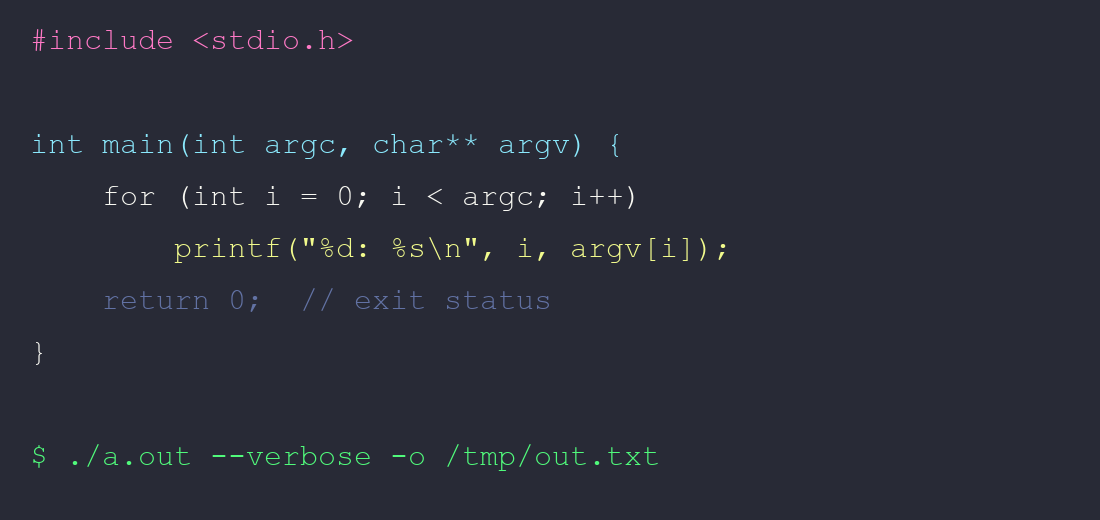 #include <stdio.h>

int main(int argc, char** argv) {
    for (int i = 0; i < argc; i++)
        printf("%d: %s\n", i, argv[i]);
    return 0;  // exit status
}

$ ./a.out --verbose -o /tmp/out.txt